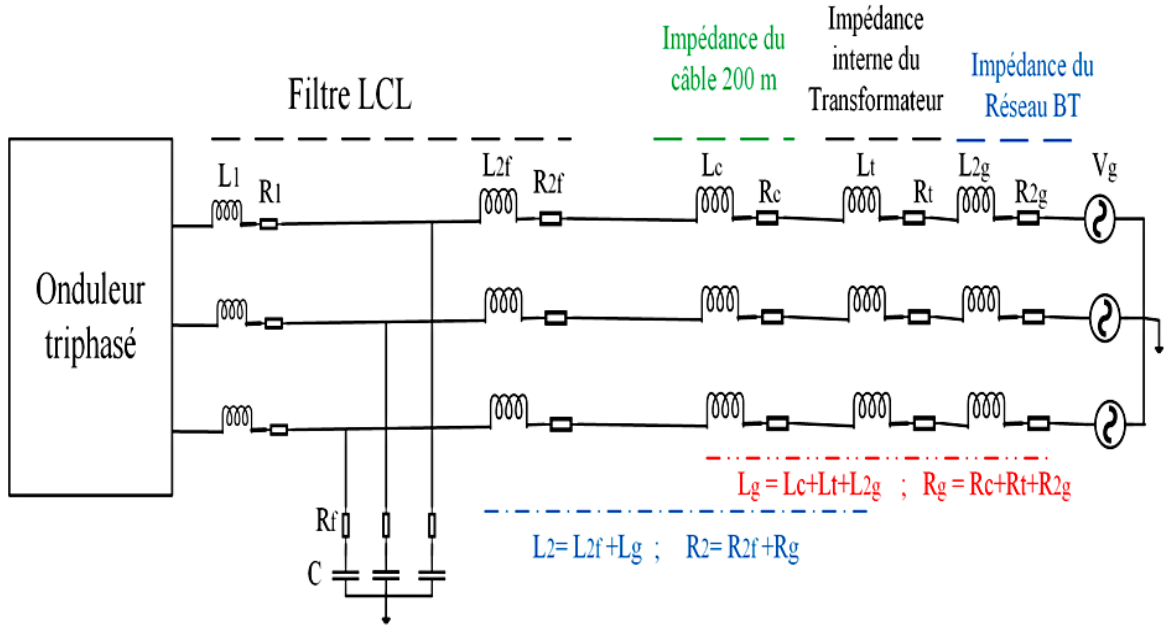 Filtre LCL
Impédance du
câble 200 m
Impédance
interne du
Transformateur
Impédance du
Réseau BT
L1
R1
L2f
R2f
Lc
Rc
Lt
Rt
L2g
R2g
Vg
Onduleur
triphasé
Lg = Lc+Lt+L2g ; Rg = Rc+Rt+R2g
L2= L2f +Lg ; R2= R2f +Rg
Rf
C